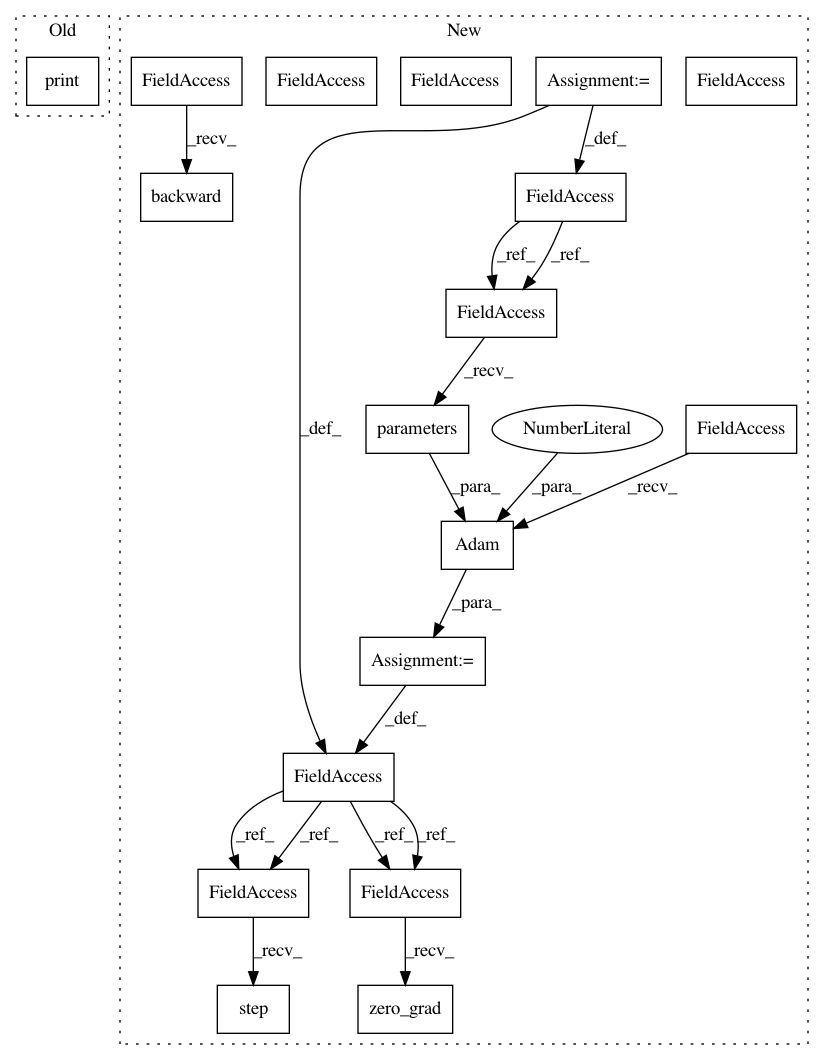 Old
New
print
FieldAccess
FieldAccess
FieldAccess
Assignment:=
FieldAccess
_recv_
_def_
backward
FieldAccess
_ref_
_ref_
FieldAccess
_recv_
_def_
parameters
NumberLiteral
FieldAccess
_para_
_para_
_recv_
Adam
_para_
Assignment:=
_def_
FieldAccess
_ref_
_ref_
_ref_
_ref_
FieldAccess
FieldAccess
_recv_
_recv_
step
zero_grad